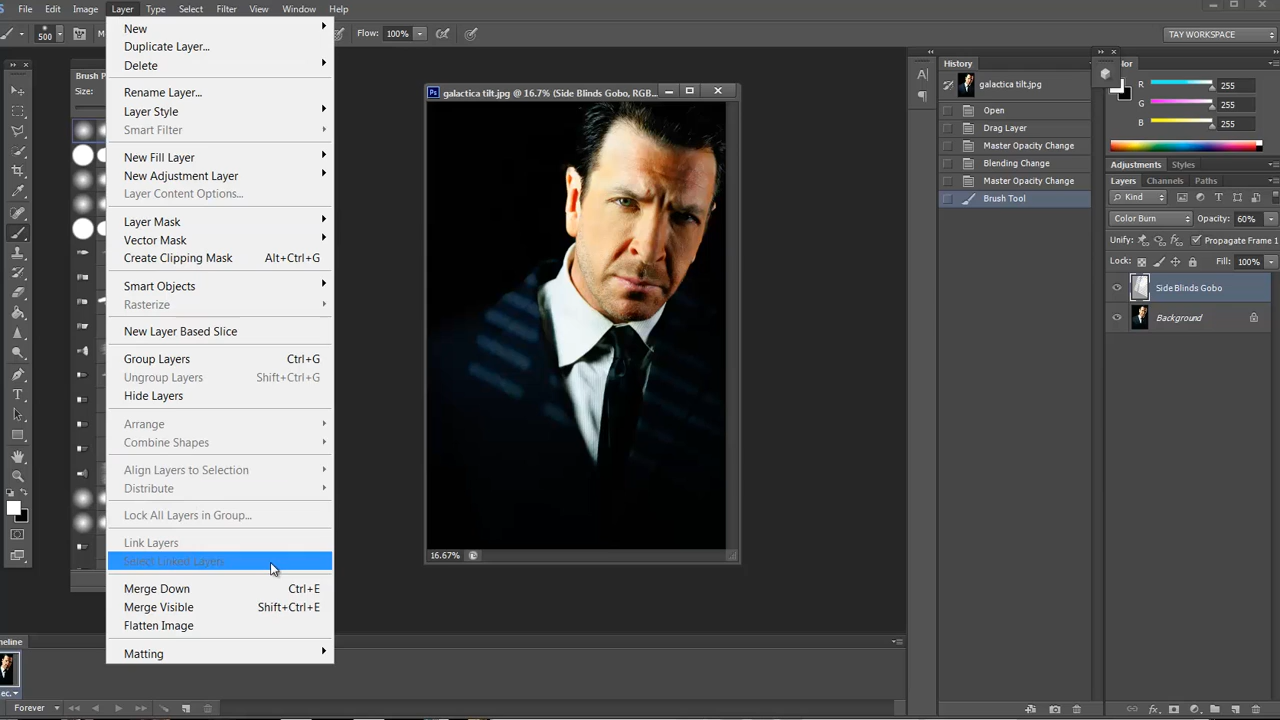 File Edit Image Layer Type Select Filter View Window Help
500
Flow: 100%
TAY WORKSPACE
New
Duplicate Layer...
Delete
Rename Layer...
Layer Style
Smart Filter
New Fill Layer
New Adjustment Layer
Layer Content Options...
Layer Mask
Vector Mask
Create Clipping Mask Alt+Ctrl+G
Smart Objects
Rasterize
New Layer Based Slice
Group Layers Ctrl+G
Ungroup Layers Shift+Ctrl+G
Hide Layers
Arrange
Combine Shapes
Align Layers to Selection
Distribute
Lock All Layers in Group...
Link Layers
Select Linked Layers
Merge Down Ctrl+E
Merge Visible Shift+Ctrl+E
Flatten Image
Matting
Brush P
Size:
Ps galactica tilt.jpg @ 16.7% (Side Blinds Gobo, RGB...
16.67%
History
galactica tilt.jpg
Open
Drag Layer
Master Opacity Change
Blending Change
Master Opacity Change
Brush Tool
lor
R 255
G 255
B 255
Adjustments Styles
Layers Channels Paths
Kind
Color Burn Opacity: 60%
Unify: Propagate Frame 1
Lock: Fill: 100%
Side Blinds Gobo
Background
meline
ec.
Forever